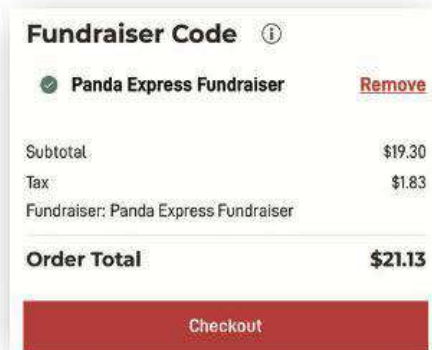 Fundraiser Code ⓘ
Panda Express Fundraiser Remove
Subtotal $19.30
Tax $1.83
Fundraiser: Panda Express Fundraiser
Order Total $21.13
Checkout